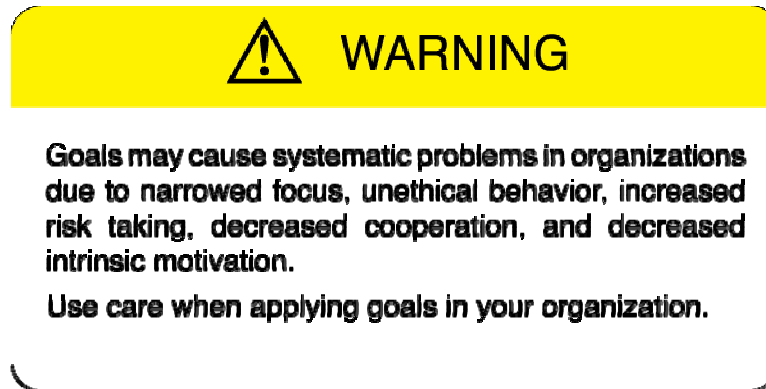 WARNING
Goals may cause systematic problems in organizations
due to narrowed focus, unethical behavior, increased
risk taking, decreased cooperation, and decreased
intrinsic motivation.
Use care when applying goals in your organization.